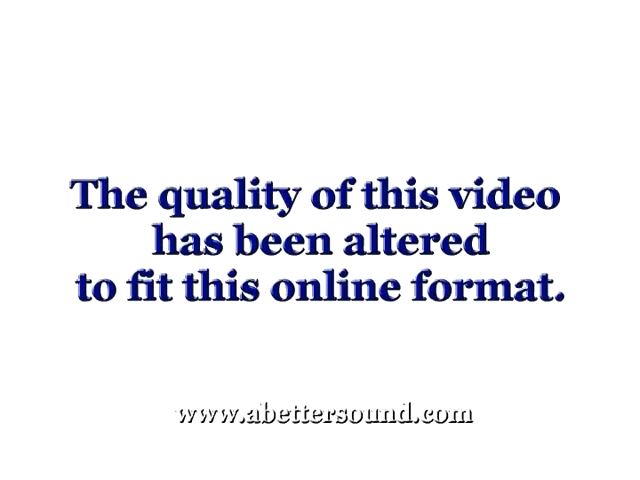 The quality of this video
has been altered
to fit this online format.
www.abettersound.com